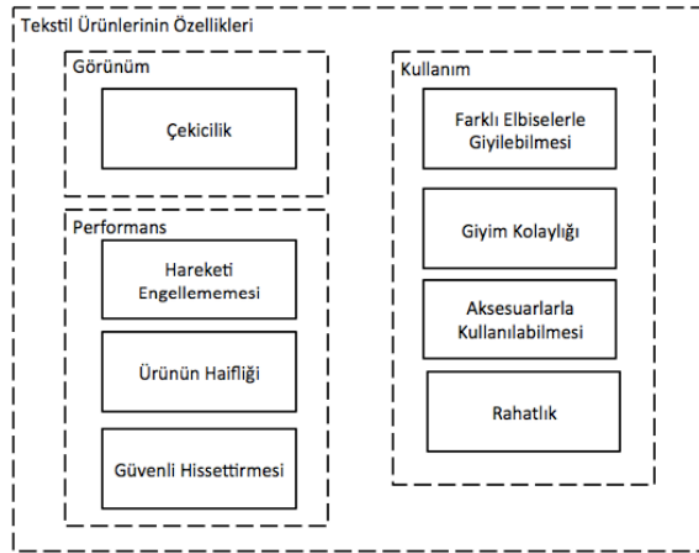 Tekstil Ürünlerinin Özellikleri
Görünüm
Çekicilik
Performans
Hareketi
Engellememesi
Ürünün Haifliği
Güvenli Hissettirmesi
Kullanım
Farklı Elbiselerle
Giyilebilmesi
Giyim Kolaylığı
Aksesuarlarla
Kullanılabilmesi
Rahatlık